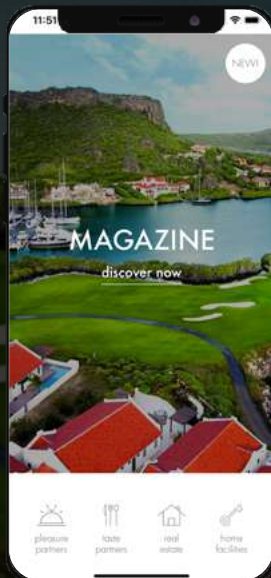 11:51
NEW!
MAGAZINE
discover now
pleasure partners
taste partners
real estate
home facilities